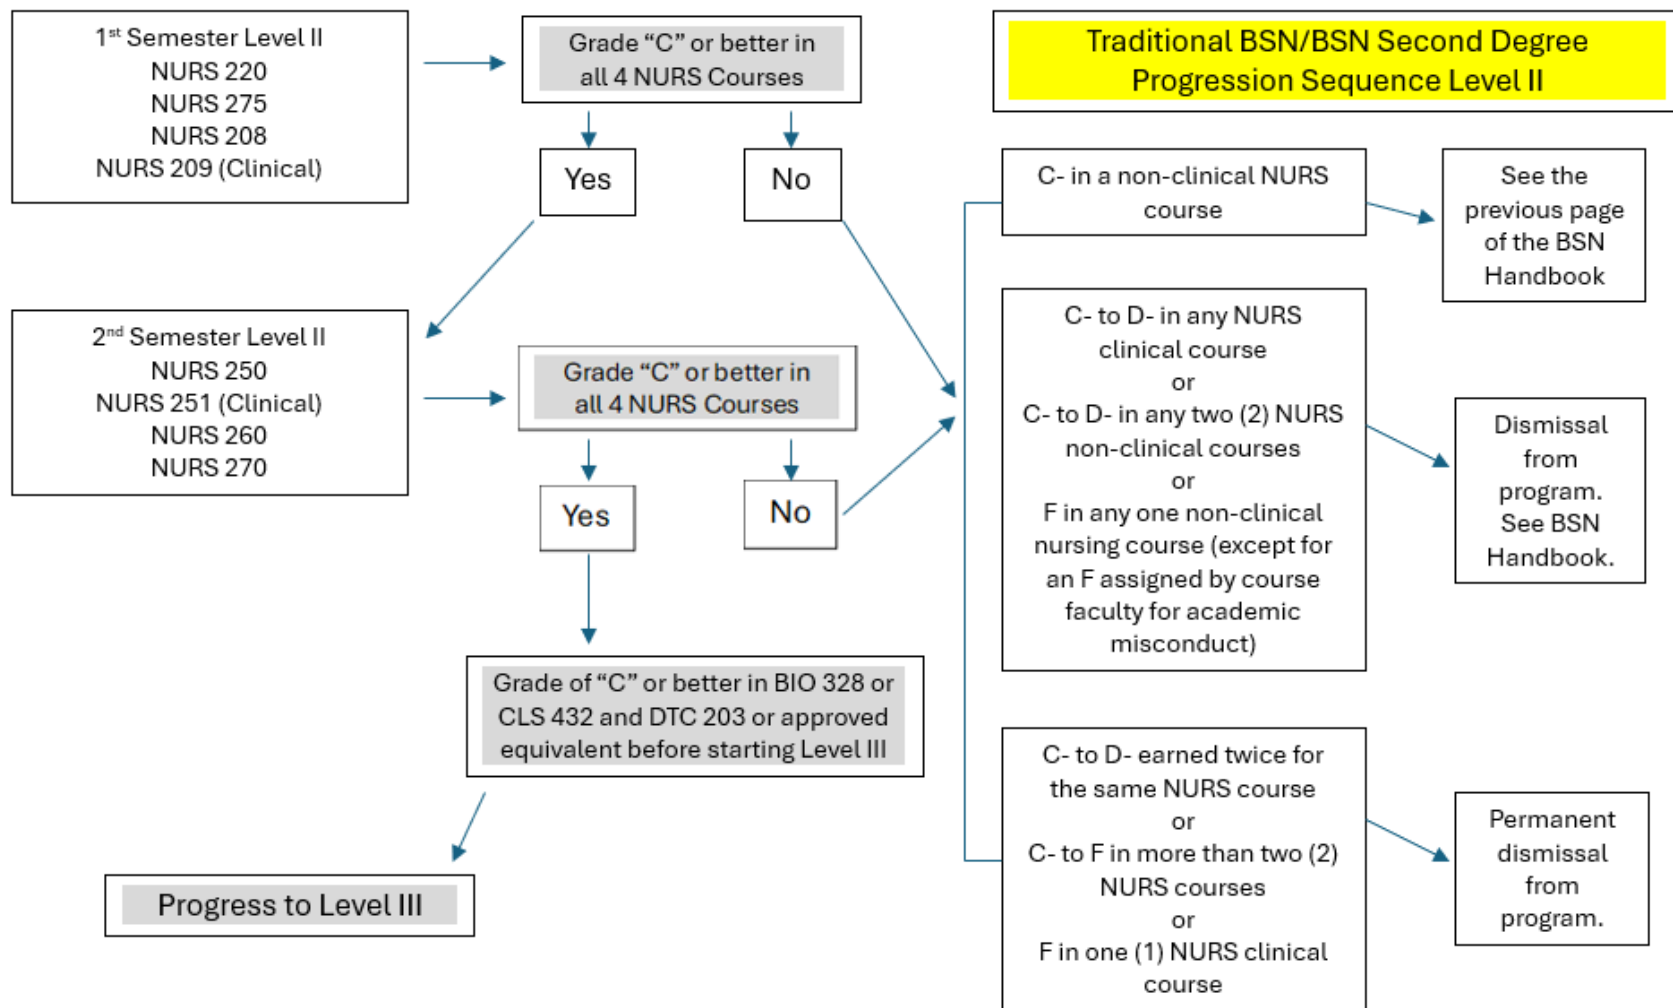 1st Semester Level II
NURS 220
NURS 275
NURS 208
NURS 209 (Clinical)
Grade “C” or better in
all 4 NURS Courses
Traditional BSN/BSN Second Degree
Progression Sequence Level II
Yes
No
C- in a non-clinical NURS
course
See the
previous page
of the BSN
Handbook
2nd Semester Level II
NURS 250
NURS 251 (Clinical)
NURS 260
NURS 270
Grade “C” or better in
all 4 NURS Courses
Yes
No
C- to D- in any NURS
clinical course
or
C- to D- in any two (2) NURS
non-clinical courses
or
F in any one non-clinical
nursing course (except for
an F assigned by course
faculty for academic
misconduct)
Dismissal
from
program.
See BSN
Handbook.
Grade of “C” or better in BIO 328 or
CLS 432 and DTC 203 or approved
equivalent before starting Level III
Progress to Level III
C- to D- earned twice for
the same NURS course
or
C- to F in more than two (2)
NURS courses
or
F in one (1) NURS clinical
course
Permanent
dismissal
from
program.